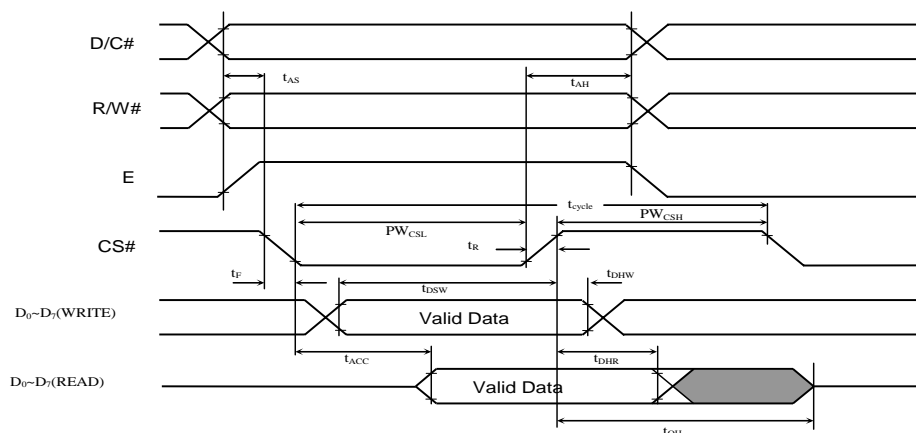 D/C#
tAS
tAH
R/W#
E
tcycle
PWCSL
PWCSH
CS#
tR
tF
tDSW
tDHW
D0~D7(WRITE)
Valid Data
tACC
tDHR
D0~D7(READ)
Valid Data